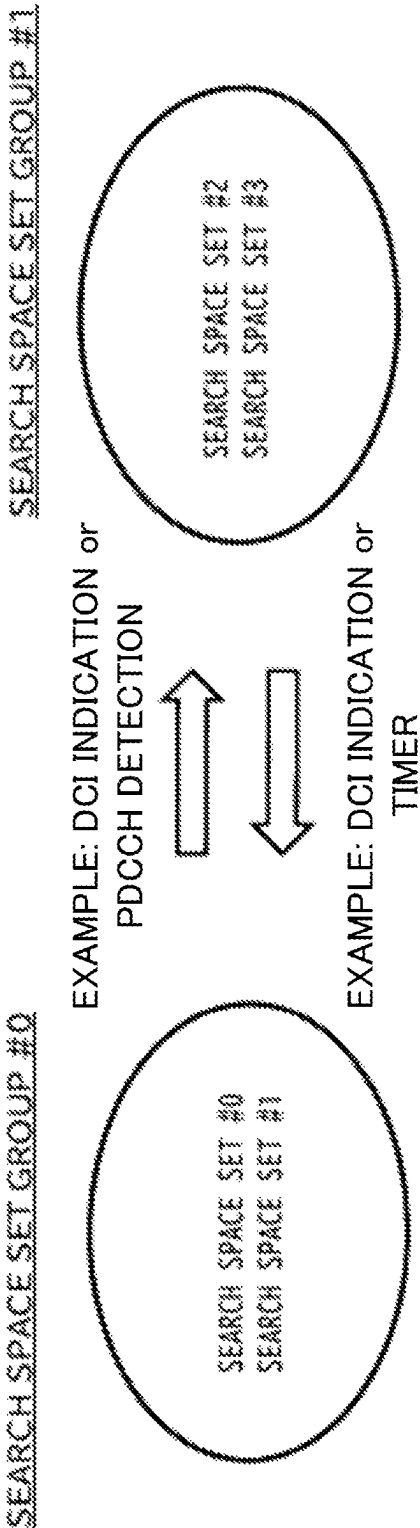 SEARCH SPACE SET GROUP #0
SEARCH SPACE SET #0
SEARCH SPACE SET #1
EXAMPLE: DCI INDICATION or
PDCCH DETECTION
EXAMPLE: DCI INDICATION or
TIMER
SEARCH SPACE SET GROUP #1
SEARCH SPACE SET #2
SEARCH SPACE SET #3